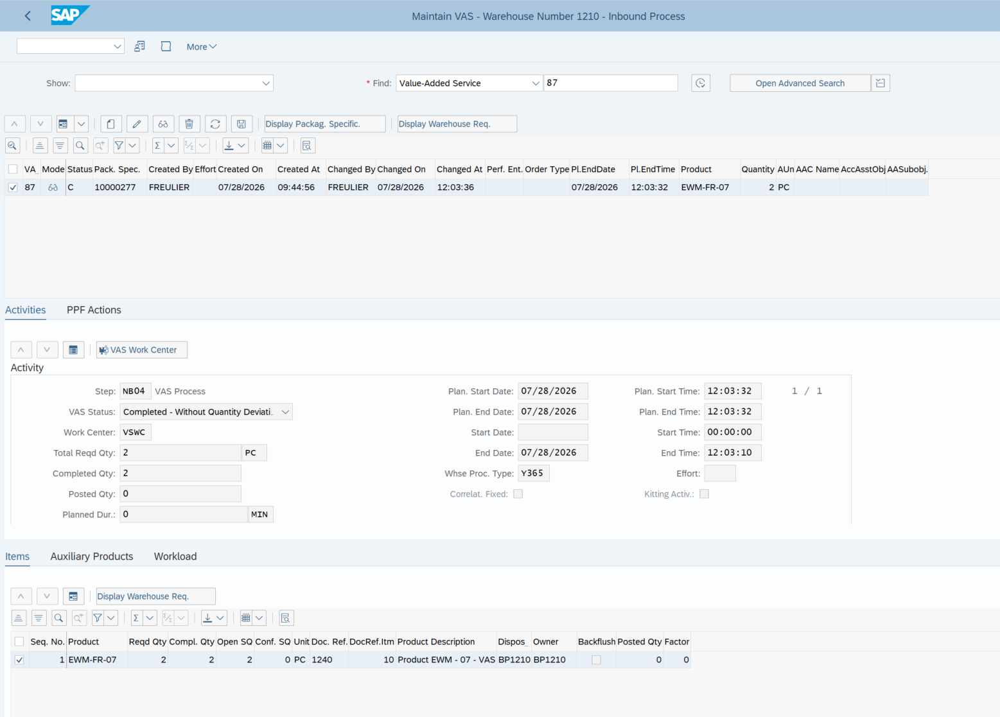 SAP
Maintain VAS - Warehouse Number 1210 - Inbound Process
More
Show:
* Find: Value-Added Service 87
Open Advanced Search
Display Packag. Specific. Display Warehouse Req.
VA.. Mode Status Pack. Spec. Created By Effort Created On Created At Changed By Changed On Changed At Perf. Ent. Order Type Pl.EndDate Pl.EndTime Product Quantity AUn AAC Name AccAsstObj AASubobj.
87 C 10000277 FREULIER 07/28/2026 09:44:56 FREULIER 07/28/2026 12:03:36 07/28/2026 12:03:32 EWM-FR-07 2 PC
Activities PPF Actions
VAS Work Center
Activity
Step: NB04 VAS Process Plan. Start Date: 07/28/2026 Plan. Start Time: 12:03:32 1 / 1
VAS Status: Completed - Without Quantity Deviati.. Plan. End Date: 07/28/2026 Plan. End Time: 12:03:32
Work Center: VSWC Start Date: Start Time: 00:00:00
Total Reqd Qty: 2 PC End Date: 07/28/2026 End Time: 12:03:10
Completed Qty: 2 Whse Proc. Type: Y365 Effort:
Posted Qty: 0 Correlat. Fixed: Kitting Activ.:
Planned Dur.: 0 MIN
Items Auxiliary Products Workload
Display Warehouse Req.
Seq. No. Product Reqd Qty Compl. Qty Open SQ Conf. SQ Unit Doc. Ref. DocRef.Itm Product Description Dispos.. Owner Backflush Posted Qty Factor
1 EWM-FR-07 2 2 2 0 PC 1240 10 Product EWM - 07 - VAS BP1210 BP1210 0 0